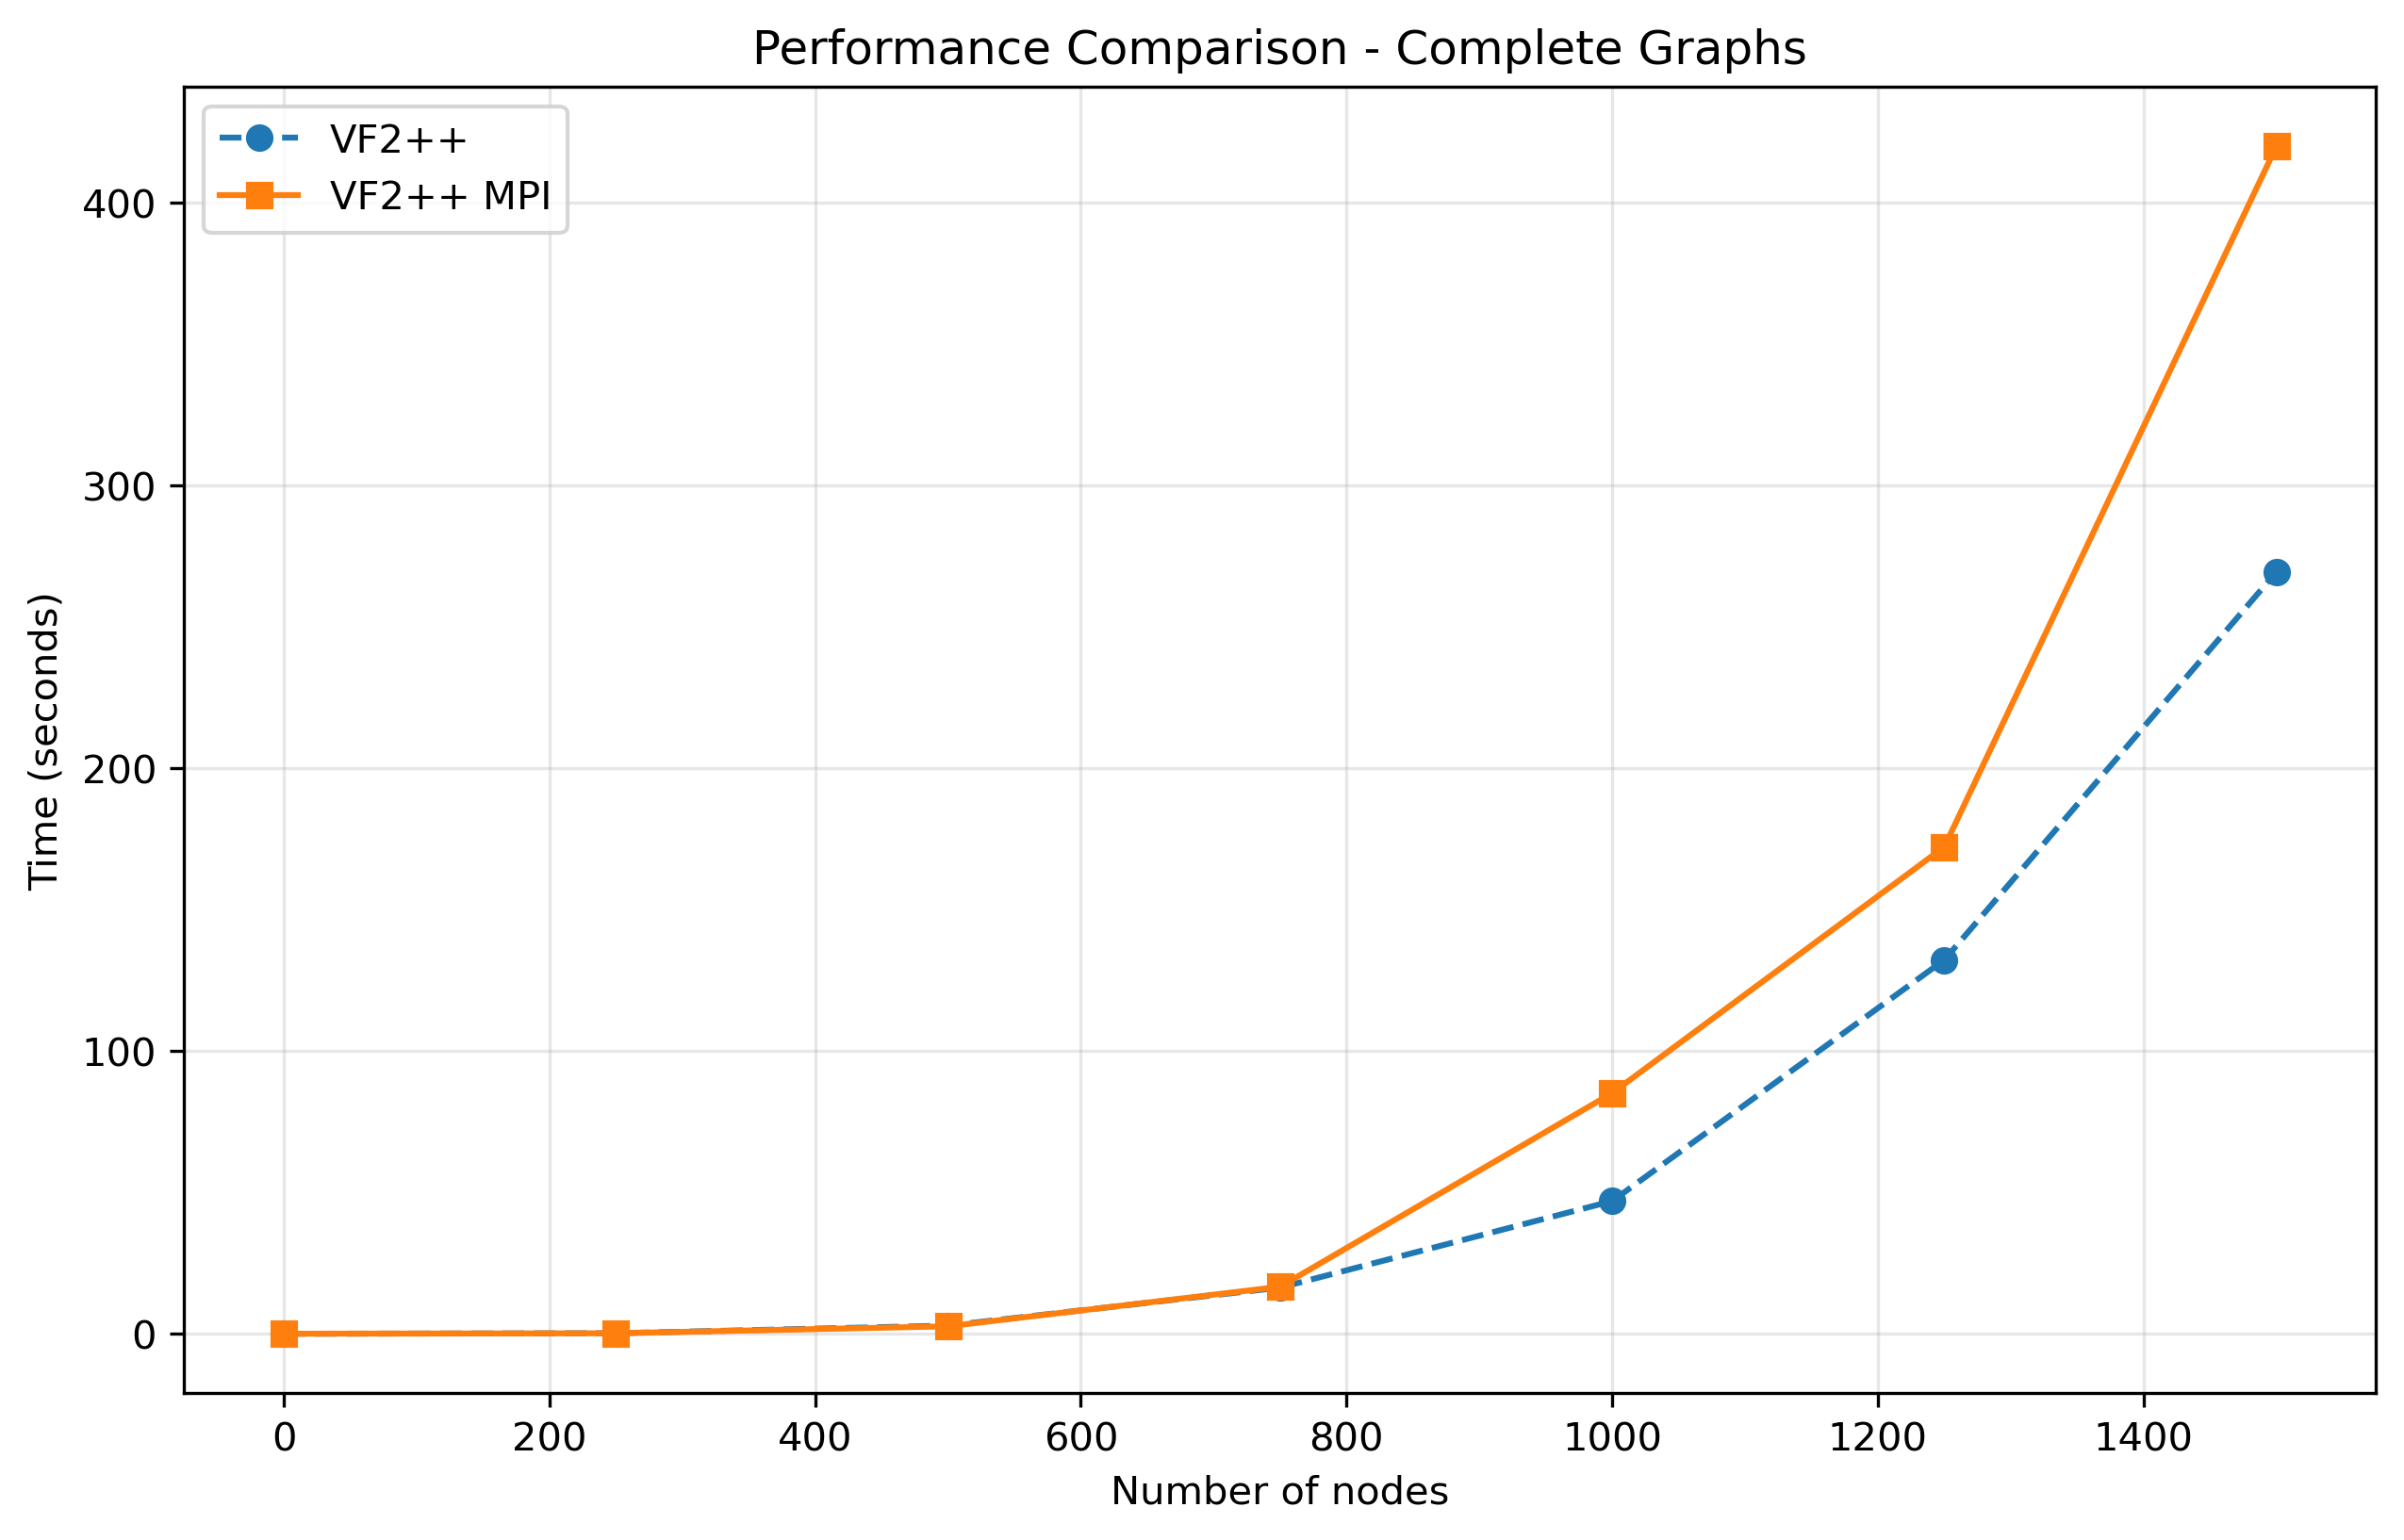 Performance Comparison - Complete Graphs
VF2++
VF2++ MPI
Time (seconds)
400
300
200
100
0
0 200 400 600 800 1000 1200 1400
Number of nodes